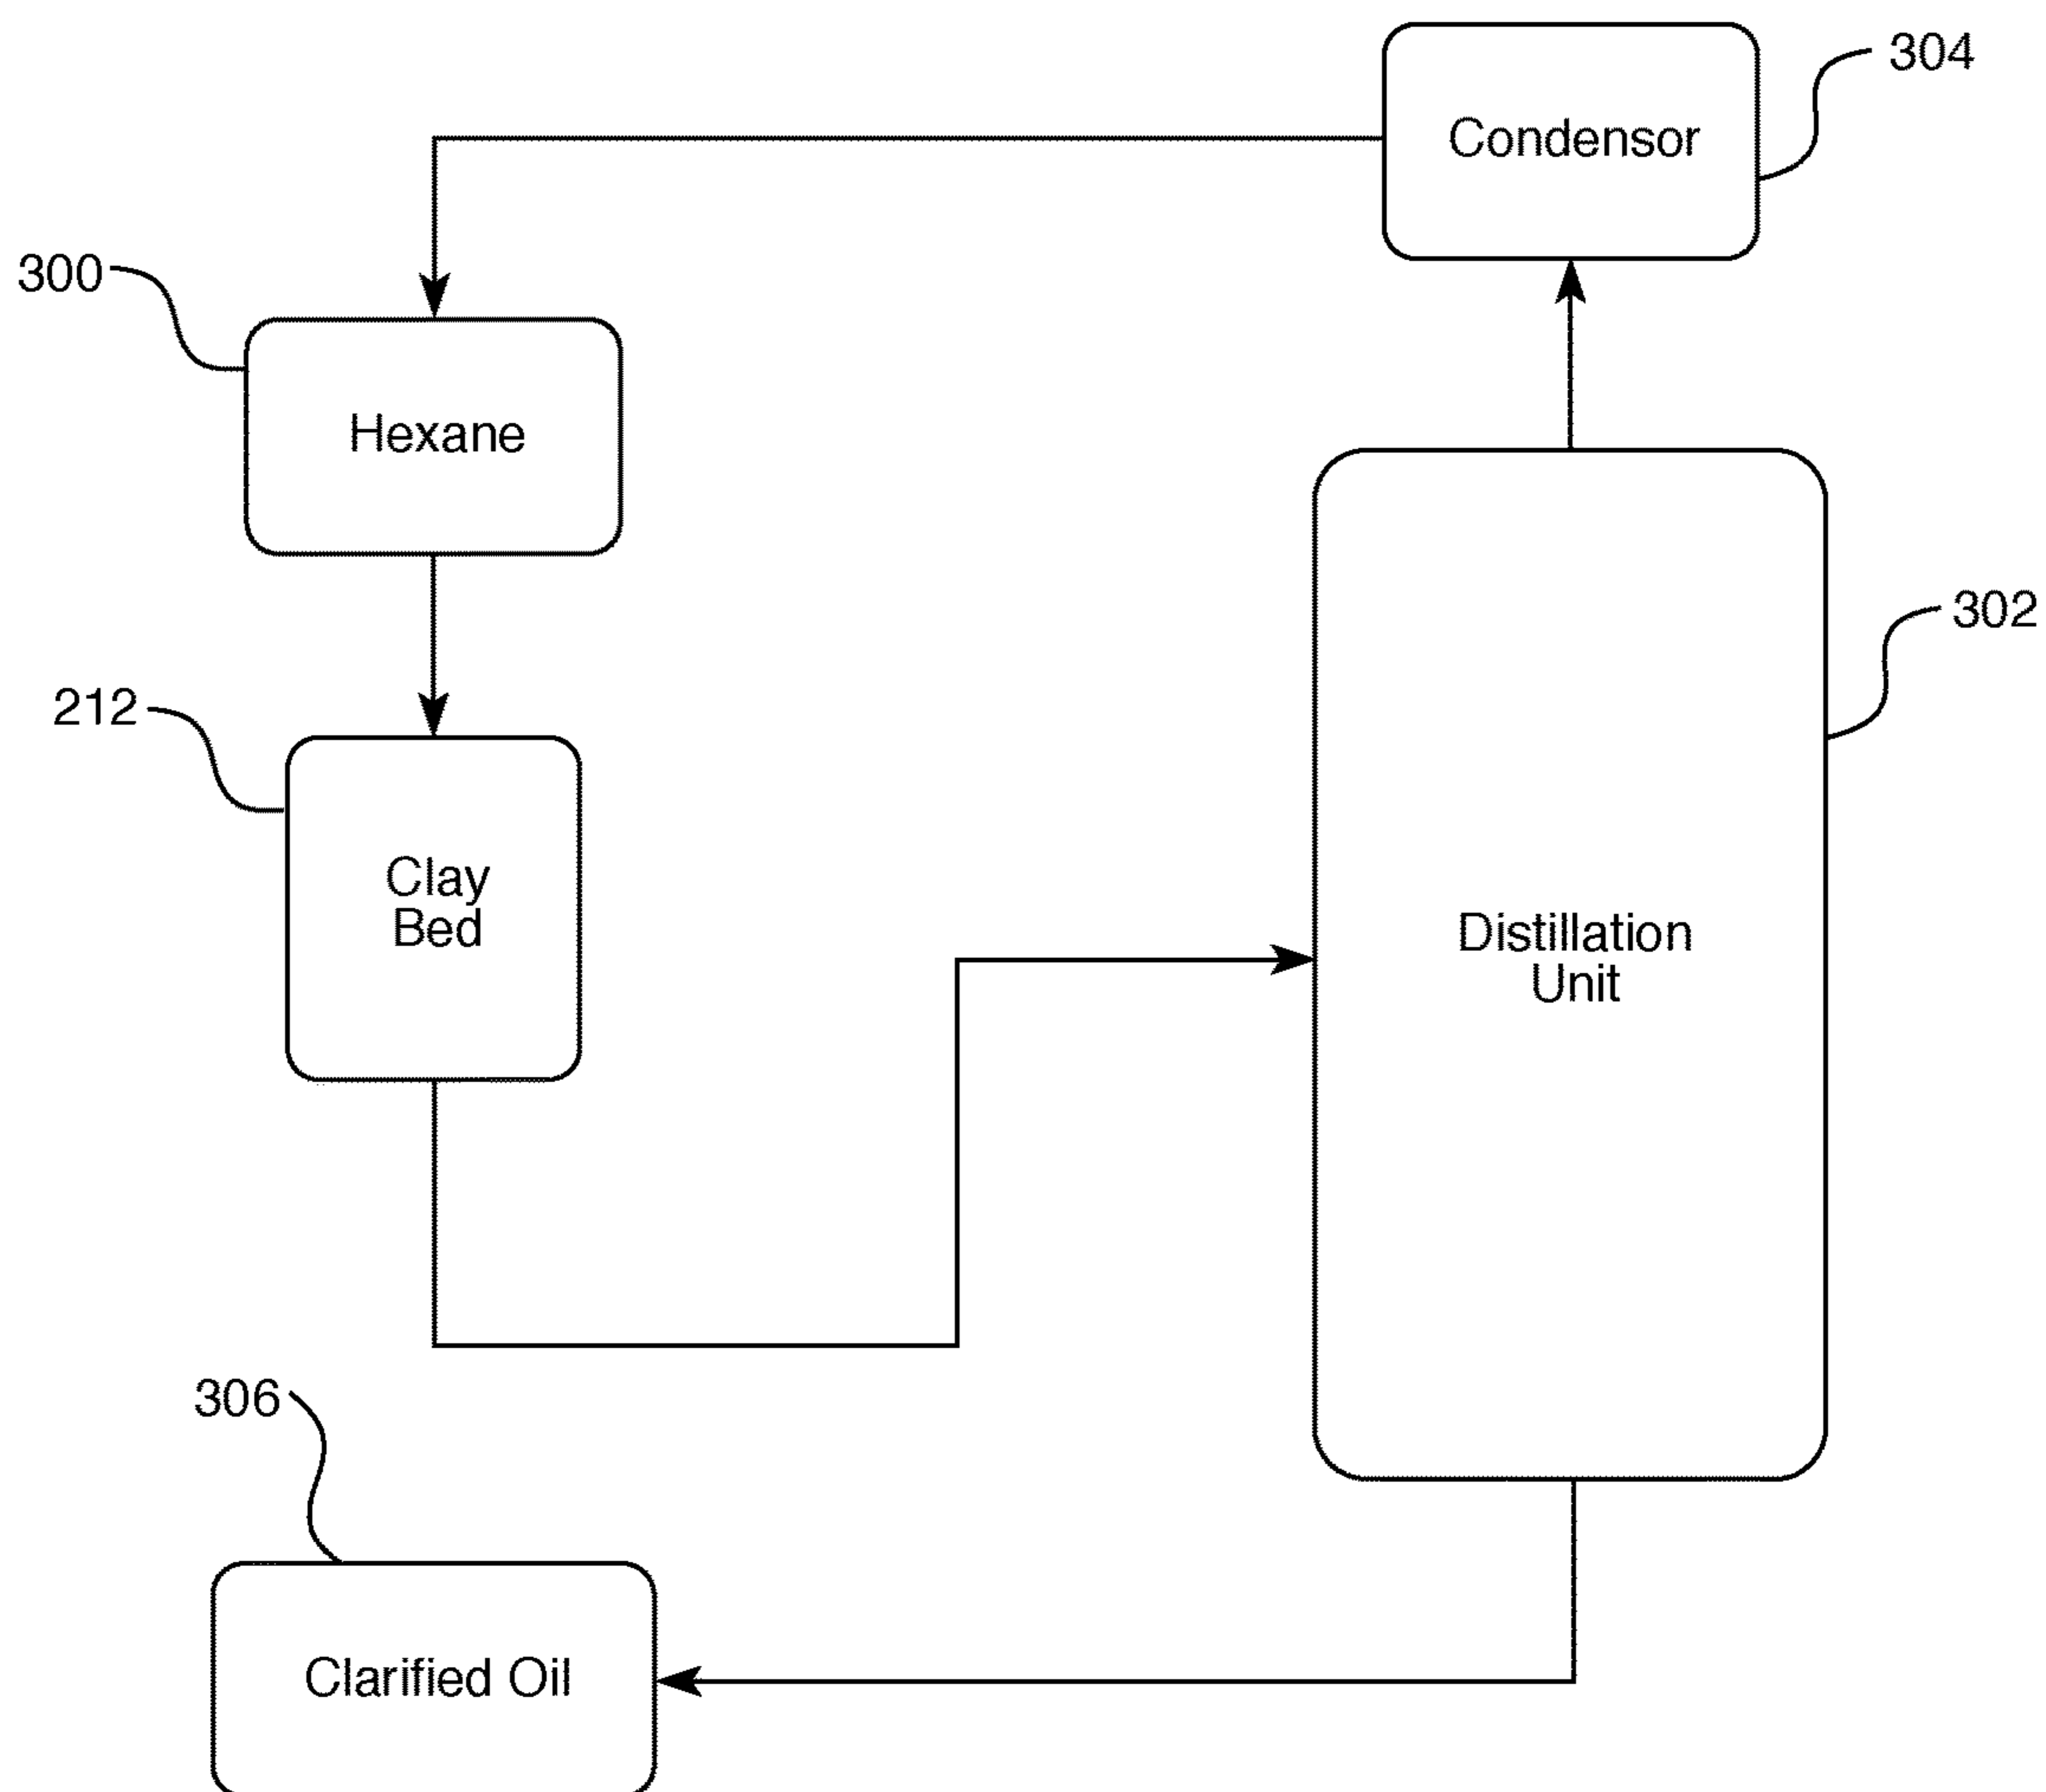 304
Condensor
300
Hexane
302
212
Clay
Bed
Distillation
Unit
306
Clarified Oil